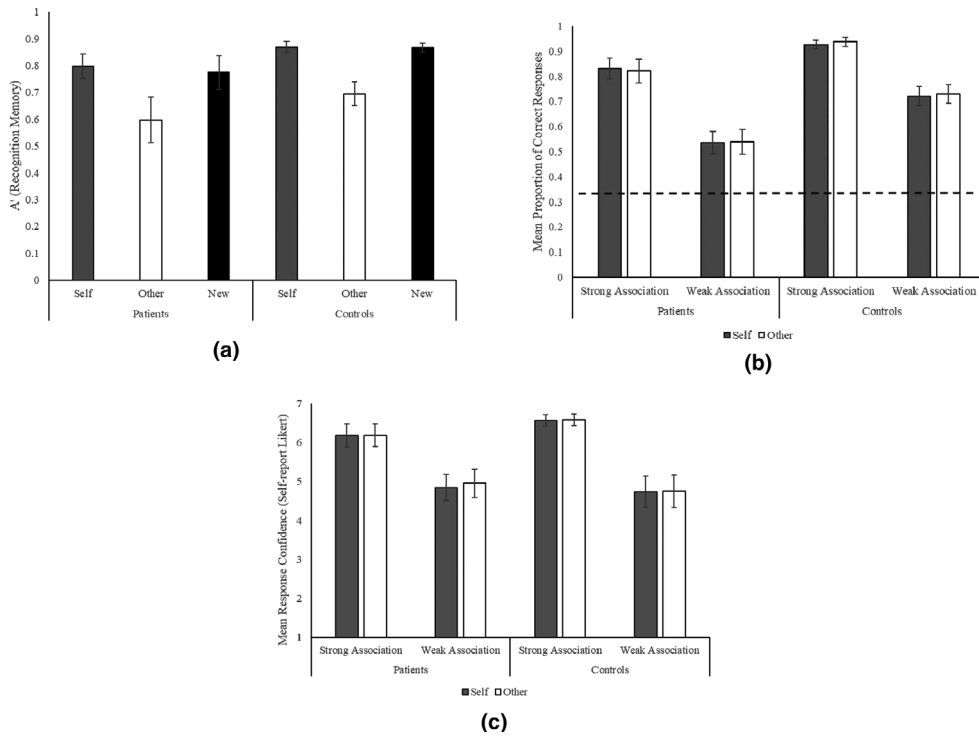 A' (Recognition Memory)
1
0.9
0.8
0.7
0.6
0.5
0.4
0.3
0.2
0.1
0
Self Other New Self Other New
Patients Controls
(a)
Mean Proportion of Correct Responses
1
0.9
0.8
0.7
0.6
0.5
0.4
0.3
0.2
0.1
0
Strong Association Weak Association Strong Association Weak Association
Patients Controls
Self Other
(b)
Mean Response Confidence (Self-report Likert)
7
6
5
4
3
2
1
Strong Association Weak Association Strong Association Weak Association
Patients Controls
Self Other
(c)